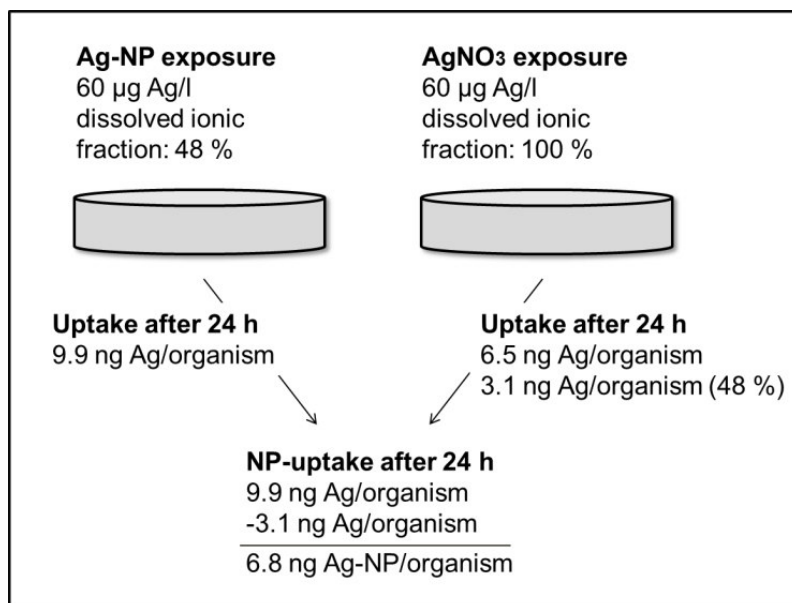 Ag-NP exposure
60 µg Ag/l
dissolved ionic
fraction: 48 %
AgNO3 exposure
60 µg Ag/l
dissolved ionic
fraction: 100 %
Uptake after 24 h
9.9 ng Ag/organism
Uptake after 24 h
6.5 ng Ag/organism
3.1 ng Ag/organism (48 %)
NP-uptake after 24 h
9.9 ng Ag/organism
-3.1 ng Ag/organism
6.8 ng Ag-NP/organism